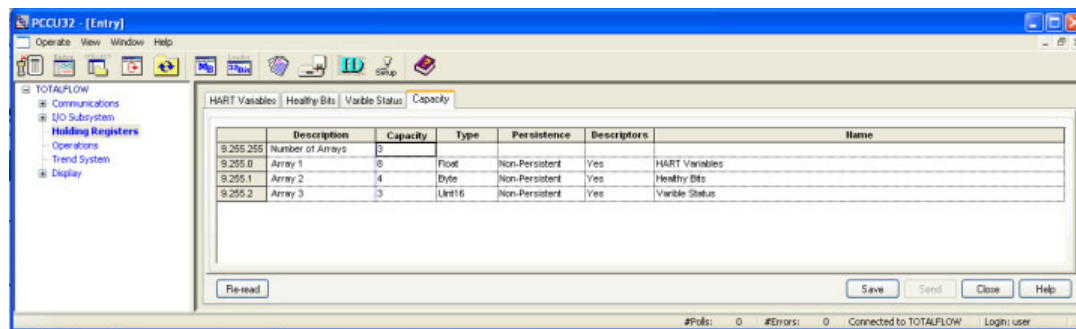 PCCU32 - [Entry]
Operate View Window Help
TOTALFLOW
Communications
I/O Subsystem
Holding Registers
Operations
Trend System
Display
HART Variables Healthy Bits Varible Status Capacity
Description Capacity Type Persistence Descriptors Name
9.255.255 Number of Arrays 3
9.255.0 Array 1 8 Float Non-Persistent Yes HART Variables
9.255.1 Array 2 4 Byte Non-Persistent Yes Healthy Bits
9.255.2 Array 3 3 UInt16 Non-Persistent Yes Varible Status
Re-read Save Send Close Help
#Polls: 0 #Errors: 0 Connected to TOTALFLOW Login: user